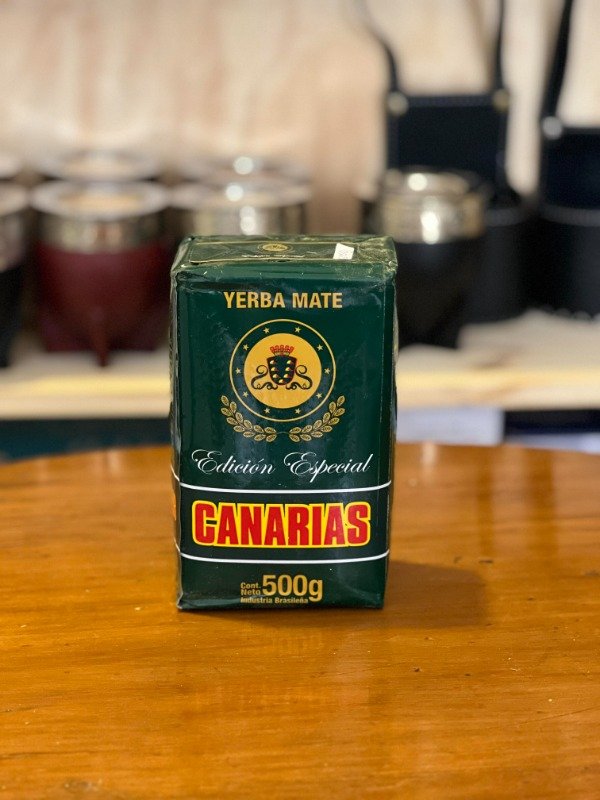 YERBA MATE
Edición Especial
CANARIAS
Cont. Neto 500g
Industria Brasileña